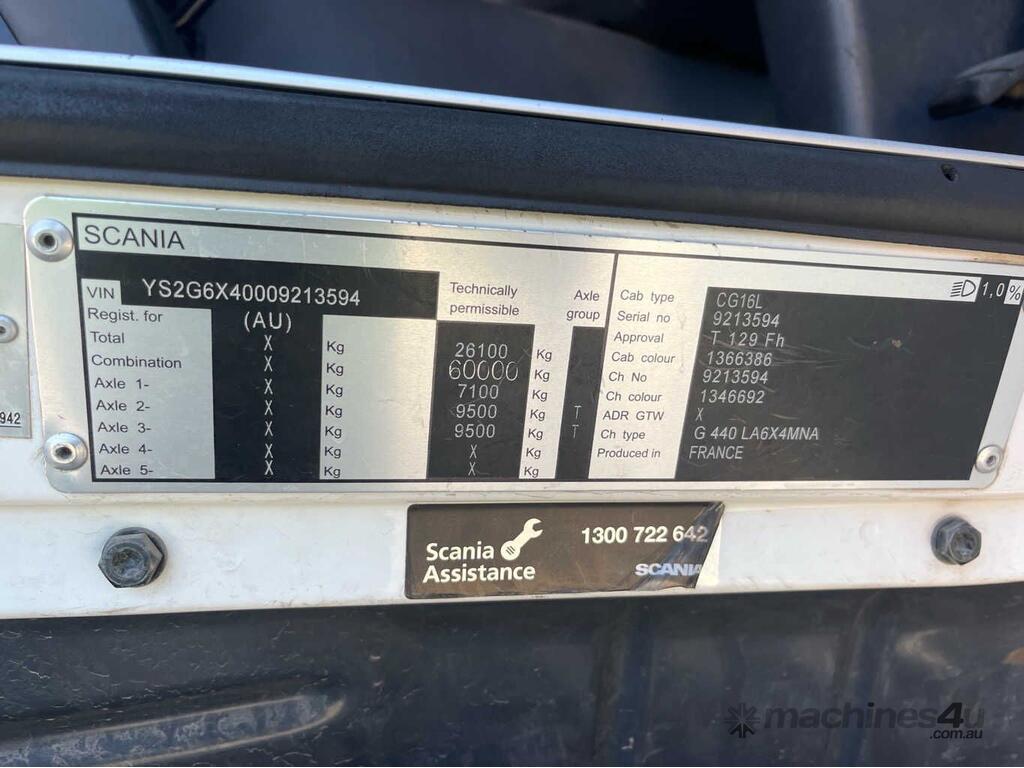 SCANIA
VIN YS2G6X40009213594
Regist. for (AU) Technically permissible Axle group
Total X Kg 26100 Kg
Combination X Kg 60000 Kg
Axle 1- X Kg 7100 Kg
Axle 2- X Kg 9500 Kg T
Axle 3- X Kg 9500 Kg T
Axle 4- X Kg X Kg
Axle 5- X Kg X Kg
1,0 %
Cab type CG16L
Serial no 9213594
Approval T 129 Fh
Cab colour 1366386
Ch No 9213594
Ch colour 1346692
ADR GTW X
Ch type G 440 LA6X4MNA
Produced in FRANCE
942
Scania Assistance
1300 722 642
SCANIA
machines4u
.com.au